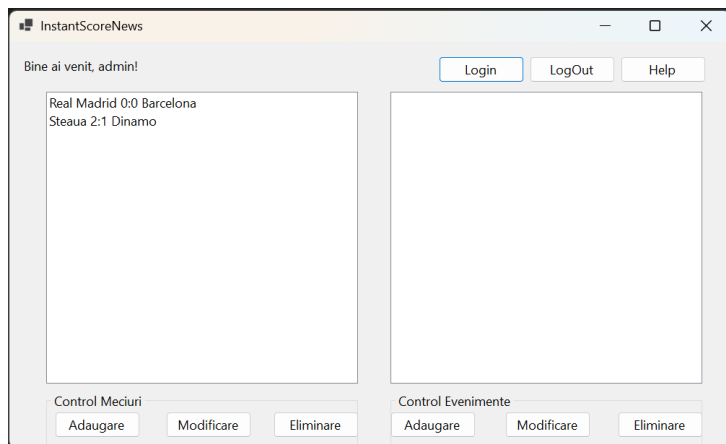 InstantScoreNews
Bine ai venit, admin!
Login LogOut Help
Real Madrid 0:0 Barcelona
Steaua 2:1 Dinamo
Control Meciuri
Adaugare Modificare Eliminare
Control Evenimente
Adaugare Modificare Eliminare